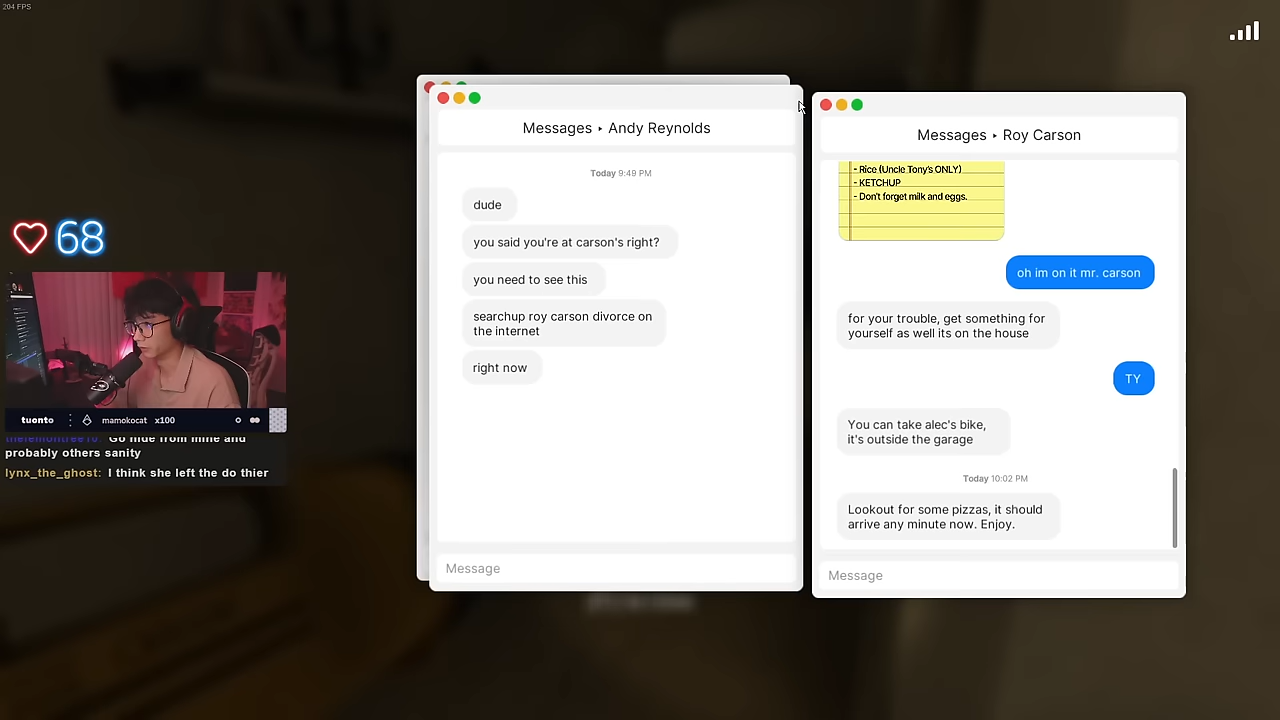 204 FPS
68
tuonto
mamokocat x100
Go hide from mine and
probably others sanity
lynx_the_ghost: I think she left the do thier
Messages ‣ Andy Reynolds
Today 9:49 PM
dude
you said you're at carson's right?
you need to see this
searchup roy carson divorce on
the internet
right now
Message
Messages ‣ Roy Carson
- Rice (Uncle Tony's ONLY)
- KETCHUP
- Don't forget milk and eggs.
oh im on it mr. carson
for your trouble, get something for
yourself as well its on the house
TY
You can take alec's bike,
it's outside the garage
Today 10:02 PM
Lookout for some pizzas, it should
arrive any minute now. Enjoy.
Message